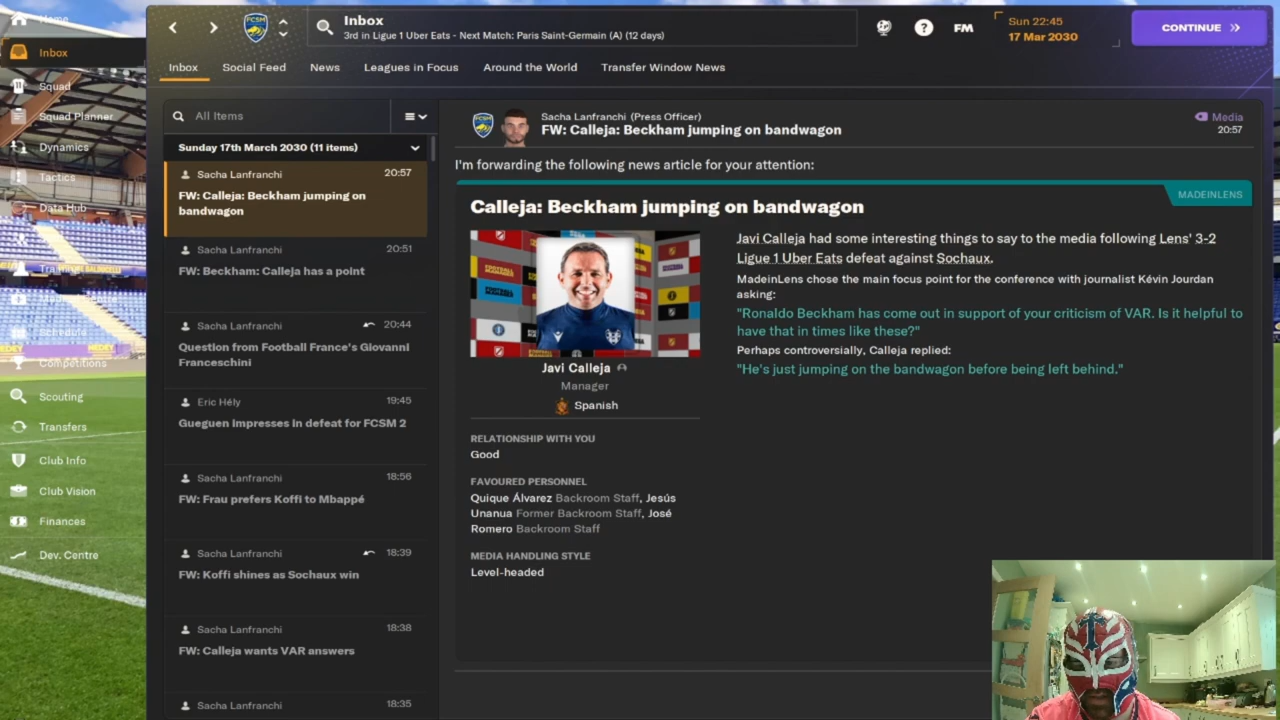 Home
Inbox
Squad
Squad Planner
Dynamics
Tactics
Data Hub
Schedule
Competitions
Scouting
Transfers
Club Info
Club Vision
Finances
Dev. Centre
FCSM
Inbox
3rd in Ligue 1 Uber Eats - Next Match: Paris Saint-Germain (A) (12 days)
?
FM
Sun 22:45
17 Mar 2030
CONTINUE
Inbox
Social Feed
News
Leagues in Focus
Around the World
Transfer Window News
All Items
Sunday 17th March 2030 (11 items)
Sacha Lanfranchi 20:57
FW: Calleja: Beckham jumping on
bandwagon
Sacha Lanfranchi 20:51
FW: Beckham: Calleja has a point
Sacha Lanfranchi 20:44
Question from Football France's Giovanni
Franceschini
Eric Hély 19:45
Gueguen impresses in defeat for FCSM 2
Sacha Lanfranchi 18:56
FW: Frau prefers Koffi to Mbappé
Sacha Lanfranchi 18:39
FW: Koffi shines as Sochaux win
Sacha Lanfranchi 18:38
FW: Calleja wants VAR answers
Sacha Lanfranchi 18:35
FCSM
Sacha Lanfranchi (Press Officer)
FW: Calleja: Beckham jumping on bandwagon
Media
20:57
I'm forwarding the following news article for your attention:
MADEINLENS
Calleja: Beckham jumping on bandwagon
Javi Calleja
Manager
Spanish
RELATIONSHIP WITH YOU
Good
FAVOURED PERSONNEL
Quique Álvarez Backroom Staff, Jesús
Unanua Former Backroom Staff, José
Romero Backroom Staff
MEDIA HANDLING STYLE
Level-headed
Javi Calleja had some interesting things to say to the media following Lens' 3-2
Ligue 1 Uber Eats defeat against Sochaux.
MadeinLens chose the main focus point for the conference with journalist Kévin Jourdan
asking:
"Ronaldo Beckham has come out in support of your criticism of VAR. Is it helpful to
have that in times like these?"
Perhaps controversially, Calleja replied:
"He's just jumping on the bandwagon before being left behind."